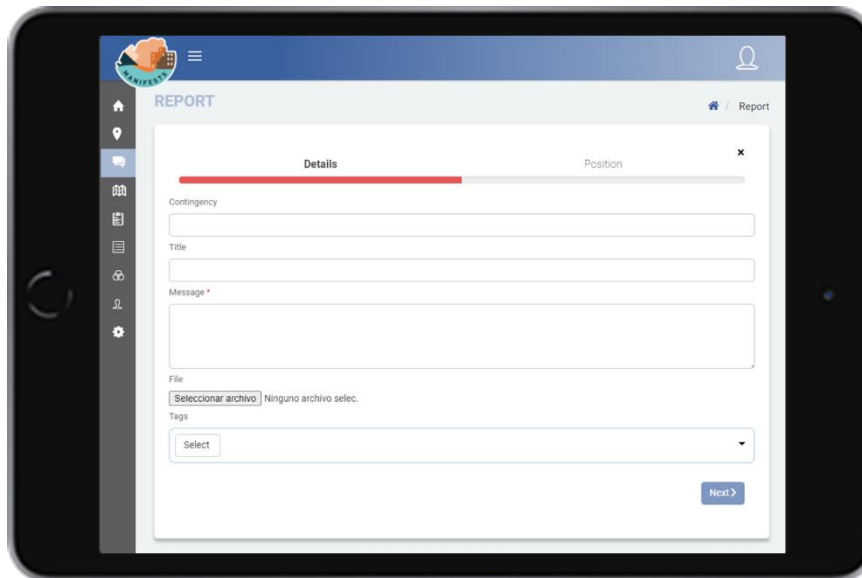 MANIFESTS
REPORT
/ Report
Details
Position
×
Contingency
Title
Message *
File
Seleccionar archivo Ninguno archivo selec.
Tags
Select
Next